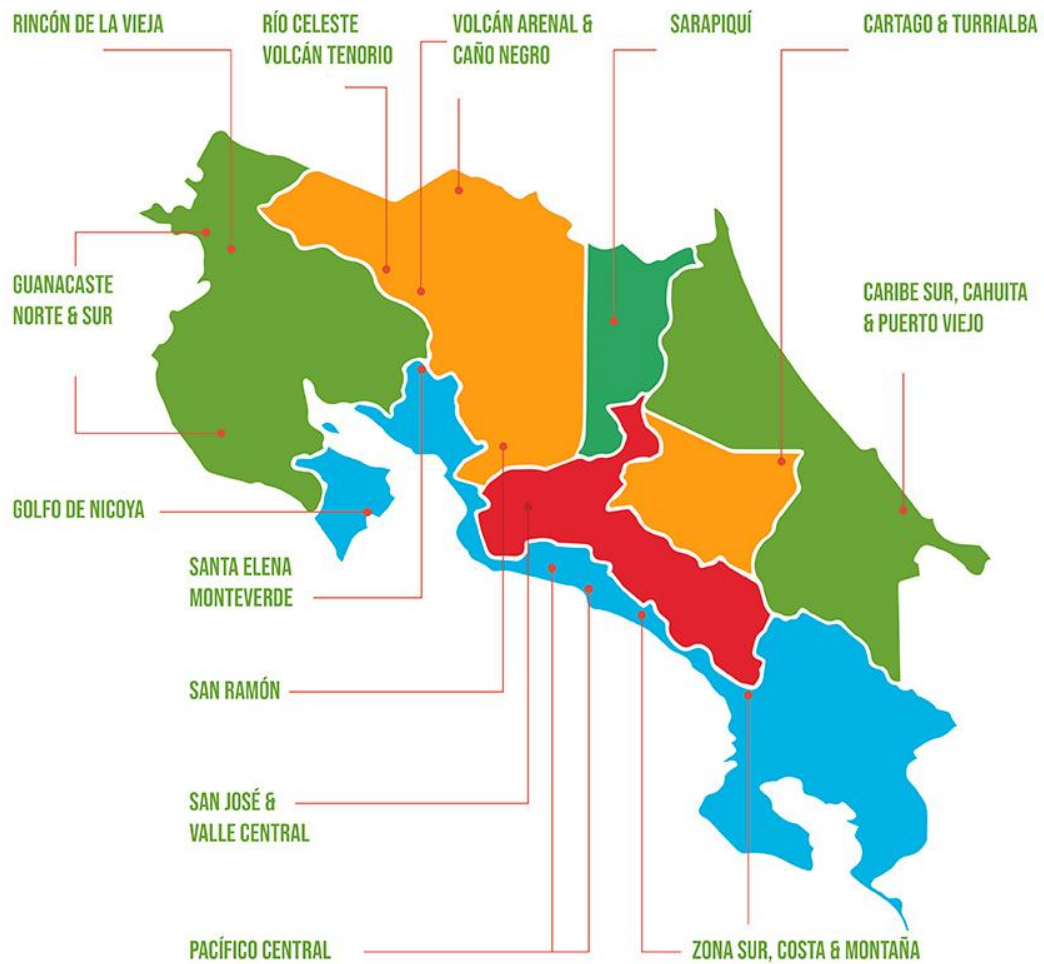 RINCÓN DE LA VIEJA
RÍO CELESTE
VOLCÁN TENORIO
VOLCÁN ARENAL &
CAÑO NEGRO
SARAPIQUÍ
CARTAGO & TURRIALBA
GUANACASTE
NORTE & SUR
CARIBE SUR, CAHUITA
& PUERTO VIEJO
GOLFO DE NICOYA
SANTA ELENA
MONTEVERDE
SAN RAMÓN
SAN JOSÉ &
VALLE CENTRAL
PACÍFICO CENTRAL
ZONA SUR, COSTA & MONTAÑA